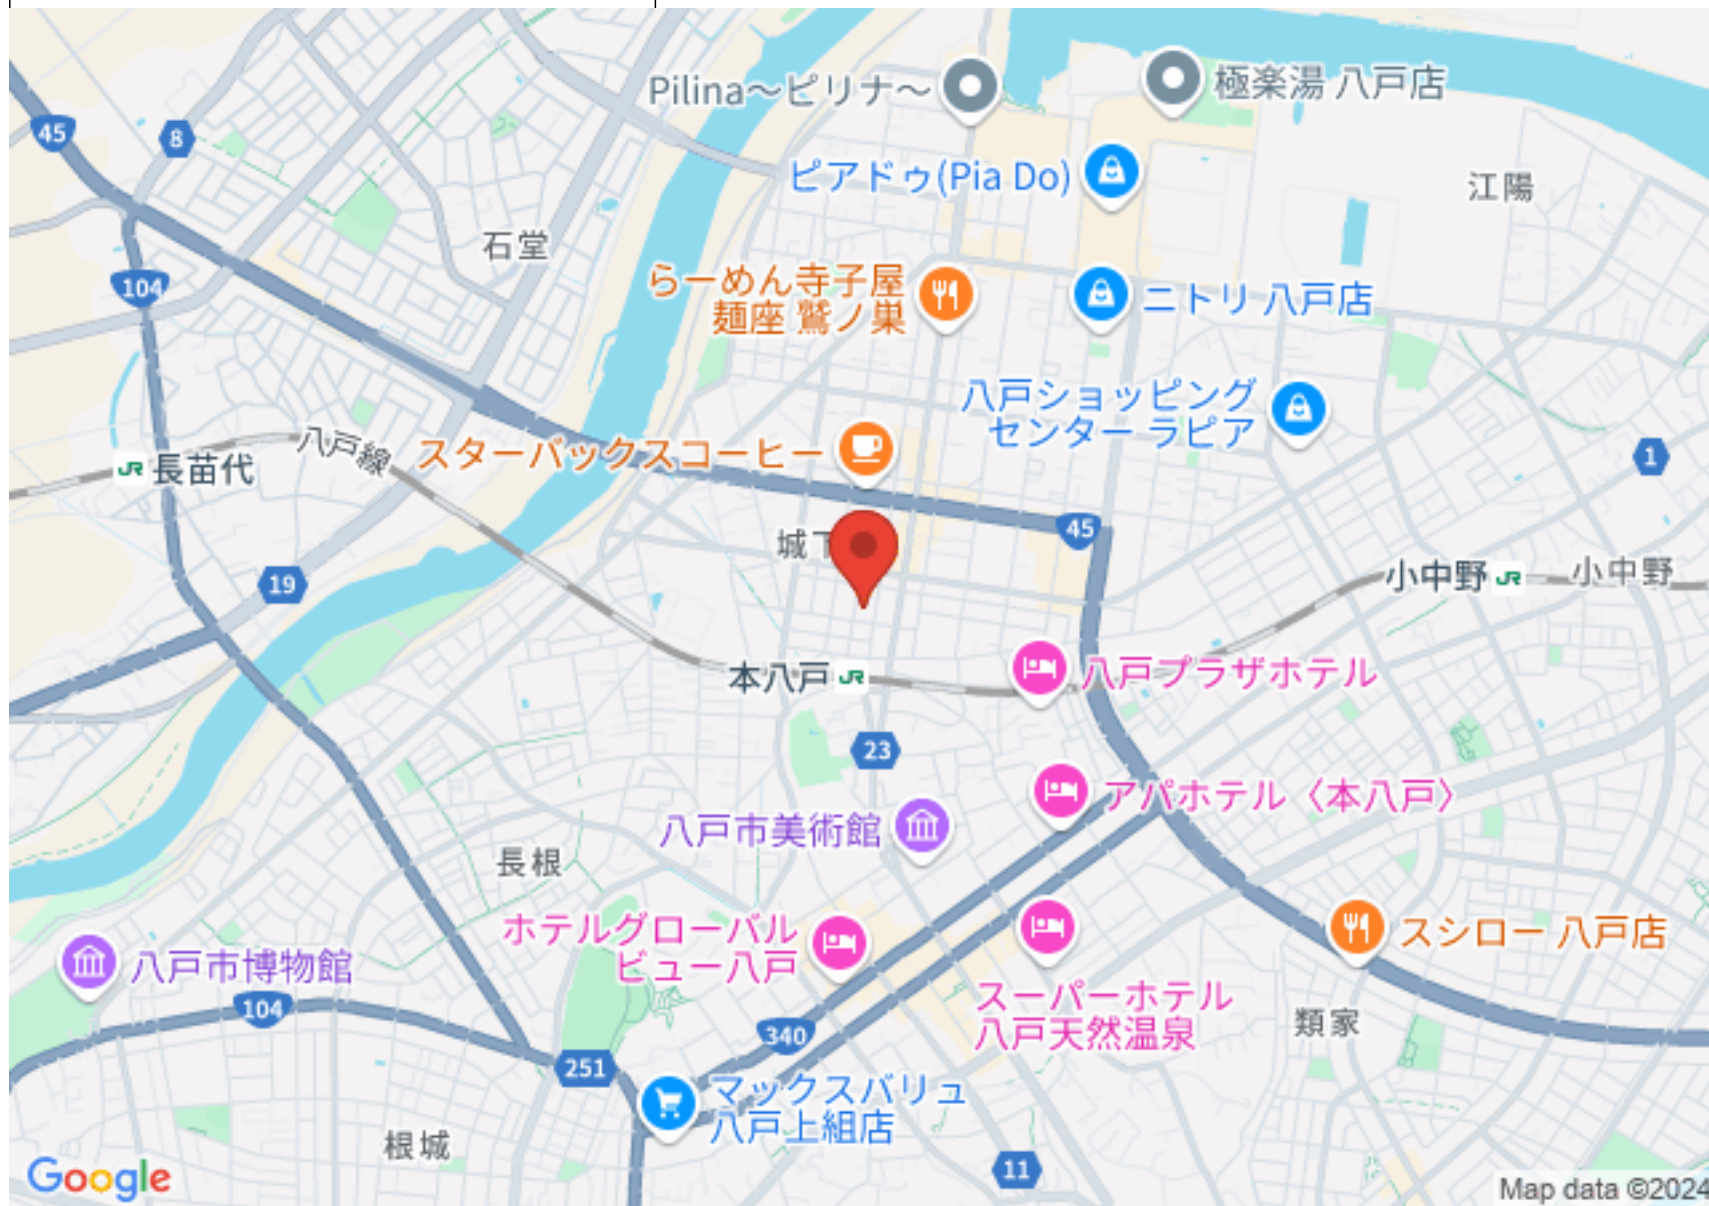 Pilina～ピリナ～
極楽湯 八戸店
45
8
ピアドゥ(Pia Do)
江陽
石堂
104
らーめん寺子屋
麺座 鷲ノ巣
ニトリ 八戸店
八戸ショッピング
センター ラピア
八戸線
スターバックスコーヒー
1
JR 長苗代
45
城下
19
小中野 JR
小中野
本八戸 JR
八戸プラザホテル
23
アパホテル〈本八戸〉
八戸市美術館
長根
ホテルグローバル
ビュー八戸
スシロー 八戸店
八戸市博物館
スーパーホテル
八戸天然温泉
104
類家
340
251
マックスバリュ
八戸上組店
根城
11
Google
Map data ©2024